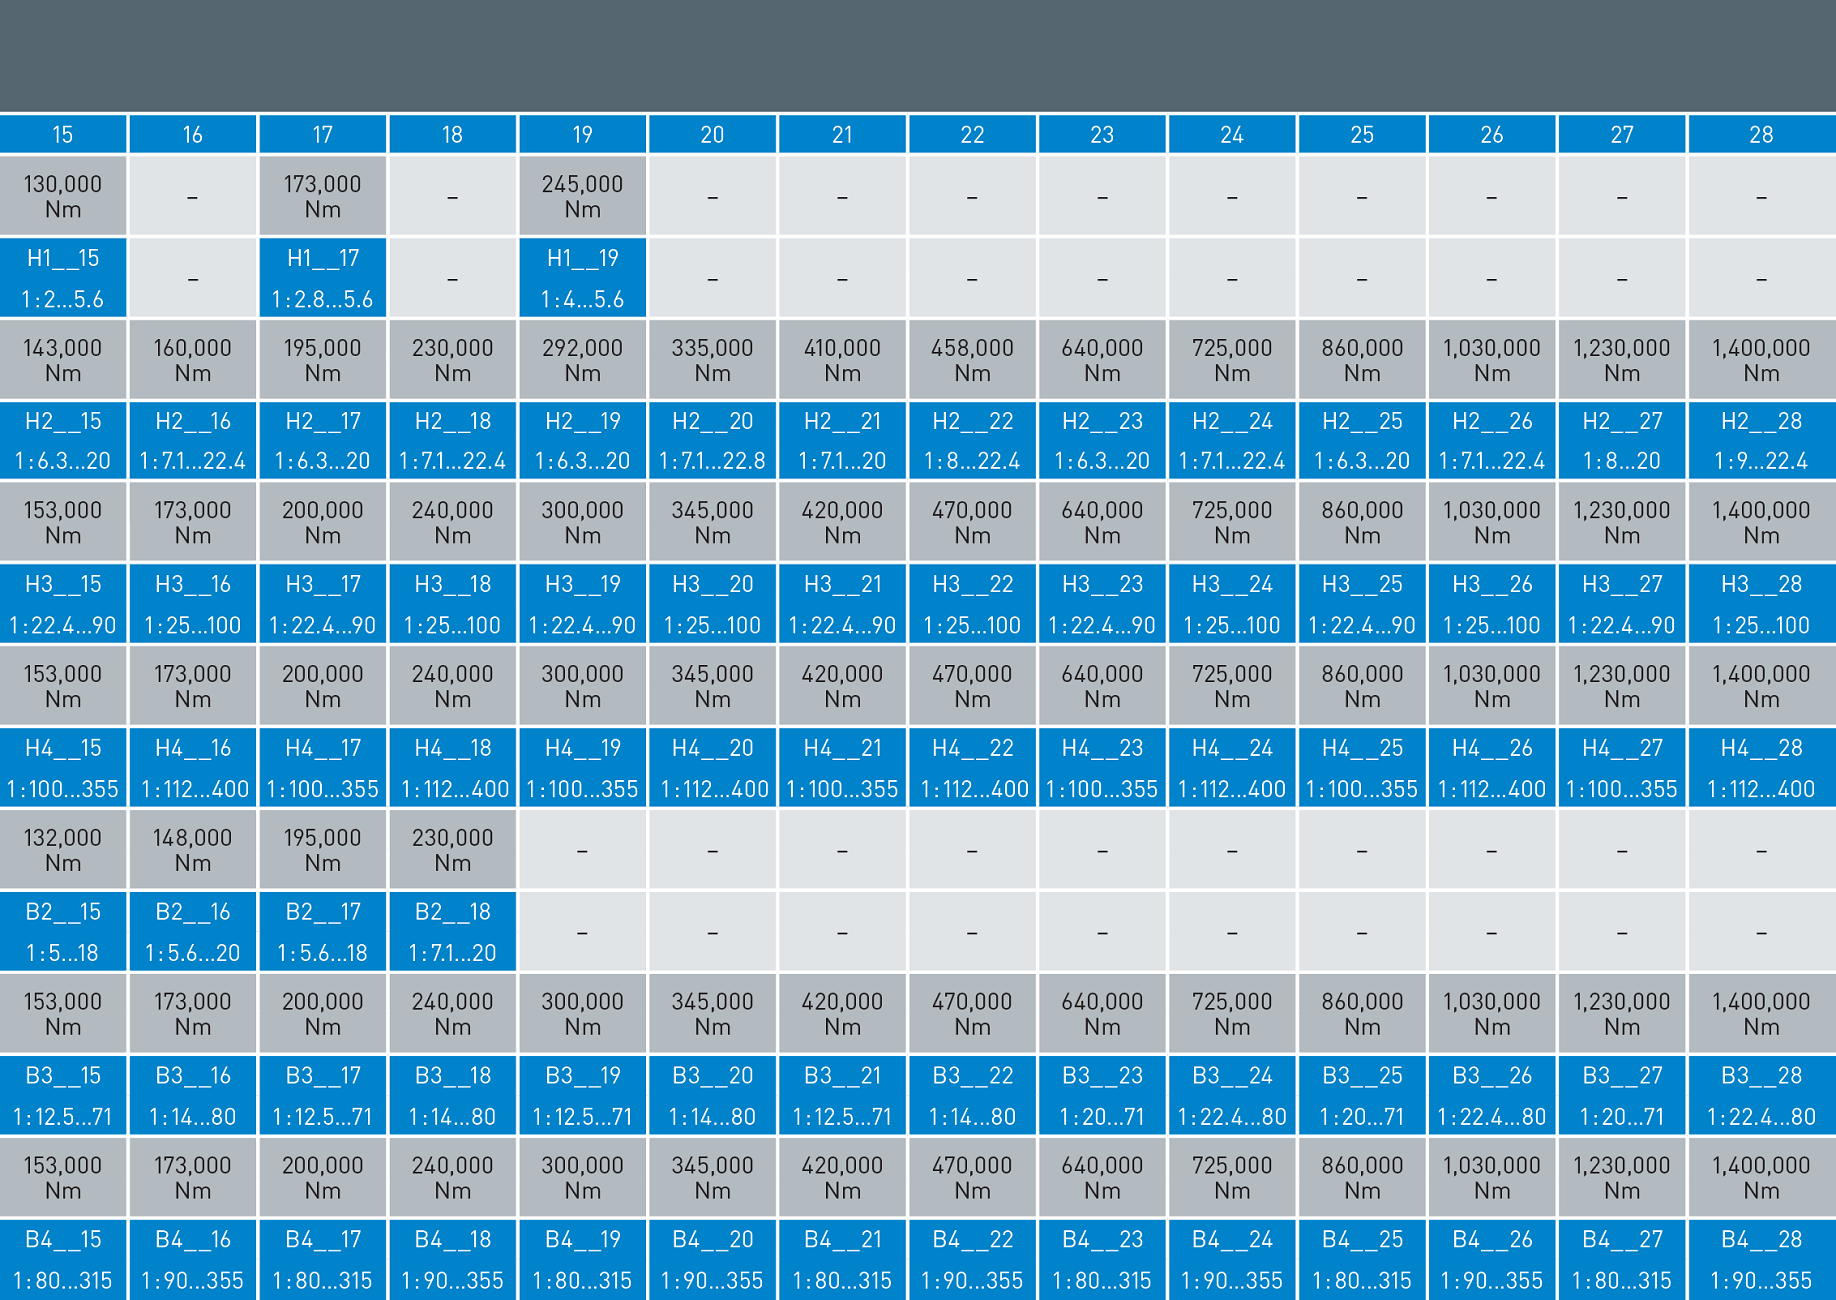 15 16 17 18 19 20 21 22 23 24 25 26 27 28
130,000 – 173,000 – 245,000 – – – – – – – – –
Nm Nm Nm
H1__15 – H1__17 – H1__19 – – – – – – – – –
1:2...5.6 1:2.8...5.6 1:4...5.6
143,000 160,000 195,000 230,000 292,000 335,000 410,000 458,000 640,000 725,000 860,000 1,030,000 1,230,000 1,400,000
Nm Nm Nm Nm Nm Nm Nm Nm Nm Nm Nm Nm Nm Nm
H2__15 H2__16 H2__17 H2__18 H2__19 H2__20 H2__21 H2__22 H2__23 H2__24 H2__25 H2__26 H2__27 H2__28
1:6.3...20 1:7.1...22.4 1:6.3...20 1:7.1...22.4 1:6.3...20 1:7.1...22.8 1:7.1...20 1:8...22.4 1:6.3...20 1:7.1...22.4 1:6.3...20 1:7.1...22.4 1:8...20 1:9...22.4
153,000 173,000 200,000 240,000 300,000 345,000 420,000 470,000 640,000 725,000 860,000 1,030,000 1,230,000 1,400,000
Nm Nm Nm Nm Nm Nm Nm Nm Nm Nm Nm Nm Nm Nm
H3__15 H3__16 H3__17 H3__18 H3__19 H3__20 H3__21 H3__22 H3__23 H3__24 H3__25 H3__26 H3__27 H3__28
1:22.4...90 1:25...100 1:22.4...90 1:25...100 1:22.4...90 1:25...100 1:22.4...90 1:25...100 1:22.4...90 1:25...100 1:22.4...90 1:25...100 1:22.4...90 1:25...100
153,000 173,000 200,000 240,000 300,000 345,000 420,000 470,000 640,000 725,000 860,000 1,030,000 1,230,000 1,400,000
Nm Nm Nm Nm Nm Nm Nm Nm Nm Nm Nm Nm Nm Nm
H4__15 H4__16 H4__17 H4__18 H4__19 H4__20 H4__21 H4__22 H4__23 H4__24 H4__25 H4__26 H4__27 H4__28
1:100...355 1:112...400 1:100...355 1:112...400 1:100...355 1:112...400 1:100...355 1:112...400 1:100...355 1:112...400 1:100...355 1:112...400 1:100...355 1:112...400
132,000 148,000 195,000 230,000 – – – – – – – – – –
Nm Nm Nm Nm
B2__15 B2__16 B2__17 B2__18 – – – – – – – – – –
1:5...18 1:5.6...20 1:5.6...18 1:7.1...20
153,000 173,000 200,000 240,000 300,000 345,000 420,000 470,000 640,000 725,000 860,000 1,030,000 1,230,000 1,400,000
Nm Nm Nm Nm Nm Nm Nm Nm Nm Nm Nm Nm Nm Nm
B3__15 B3__16 B3__17 B3__18 B3__19 B3__20 B3__21 B3__22 B3__23 B3__24 B3__25 B3__26 B3__27 B3__28
1:12.5...71 1:14...80 1:12.5...71 1:14...80 1:12.5...71 1:14...80 1:12.5...71 1:14...80 1:20...71 1:22.4...80 1:20...71 1:22.4...80 1:20...71 1:22.4...80
153,000 173,000 200,000 240,000 300,000 345,000 420,000 470,000 640,000 725,000 860,000 1,030,000 1,230,000 1,400,000
Nm Nm Nm Nm Nm Nm Nm Nm Nm Nm Nm Nm Nm Nm
B4__15 B4__16 B4__17 B4__18 B4__19 B4__20 B4__21 B4__22 B4__23 B4__24 B4__25 B4__26 B4__27 B4__28
1:80...315 1:90...355 1:80...315 1:90...355 1:80...315 1:90...355 1:80...315 1:90...355 1:80...315 1:90...355 1:80...315 1:90...355 1:80...315 1:90...355